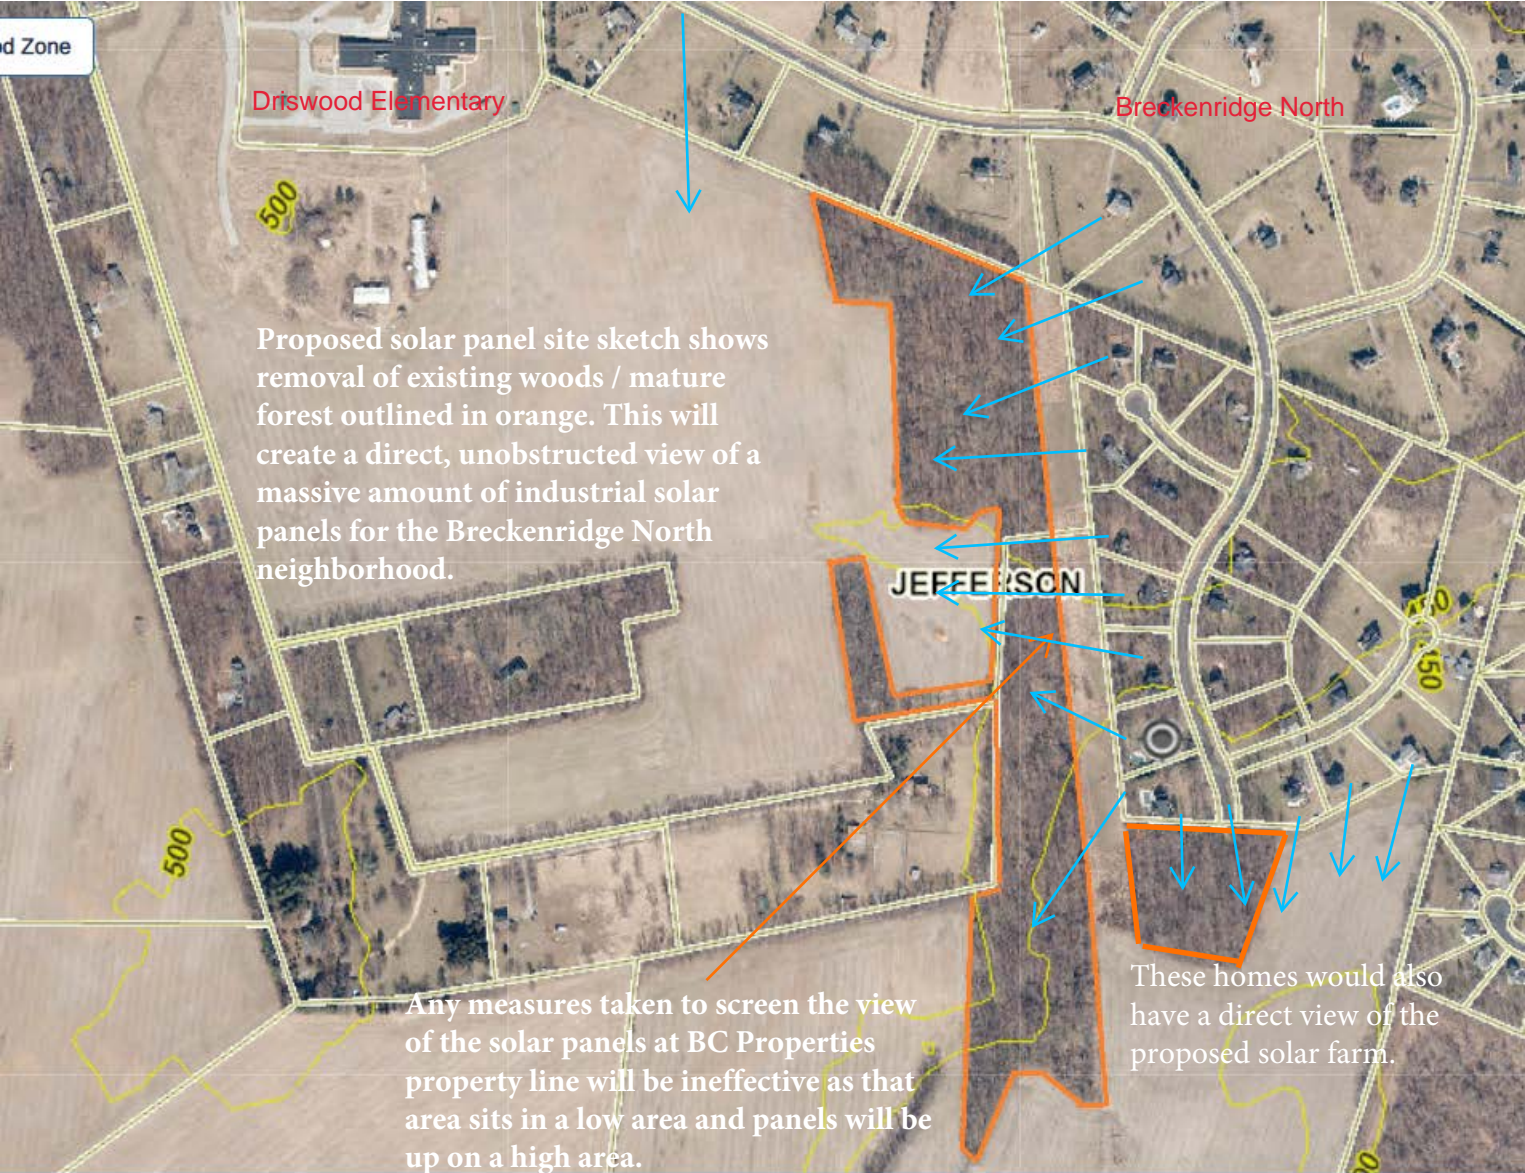 od Zone
Driswood Elementary
Breckenridge North
500
Proposed solar panel site sketch shows
removal of existing woods / mature
forest outlined in orange. This will
create a direct, unobstructed view of a
massive amount of industrial solar
panels for the Breckenridge North
neighborhood.
JEFFERSON
450
450
500
These homes would also
have a direct view of the
proposed solar farm.
Any measures taken to screen the view
of the solar panels at BC Properties
property line will be ineffective as that
area sits in a low area and panels will be
up on a high area.